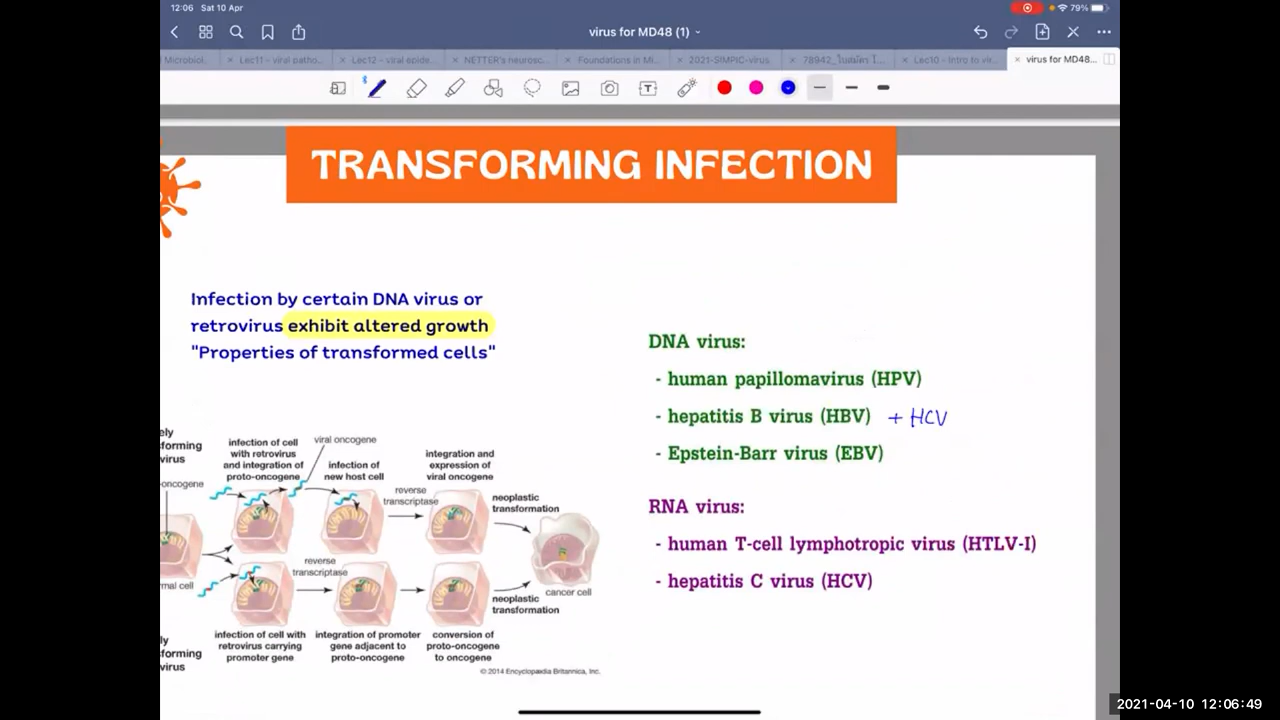 12:06 Sat 10 Apr
79%
virus for MD48 (1)
Microbiol.
Lec11 - viral patho...
Lec12 - viral epide...
NETTER's neurosc...
Foundations in Mi...
2021-SIMPIC-virus
Lec10 - Intro to vir...
virus for MD48...
TRANSFORMING INFECTION
Infection by certain DNA virus or
retrovirus exhibit altered growth
"Properties of transformed cells"
DNA virus:
- human papillomavirus (HPV)
- hepatitis B virus (HBV) + HCV
- Epstein-Barr virus (EBV)
RNA virus:
- human T-cell lymphotropic virus (HTLV-I)
- hepatitis C virus (HCV)
infection of cell
with retrovirus
and integration of
proto-oncogene
viral oncogene
infection of
new host cell
reverse
transcriptase
integration and
expression of
viral oncogene
neoplastic
transformation
-oncogene
reverse
transcriptase
cancer cell
neoplastic
transformation
infection of cell with
retrovirus carrying
promoter gene
integration of promoter
gene adjacent to
proto-oncogene
conversion of
proto-oncogene
to oncogene
© 2014 Encyclopædia Britannica, Inc.
2021-04-10 12:06:49